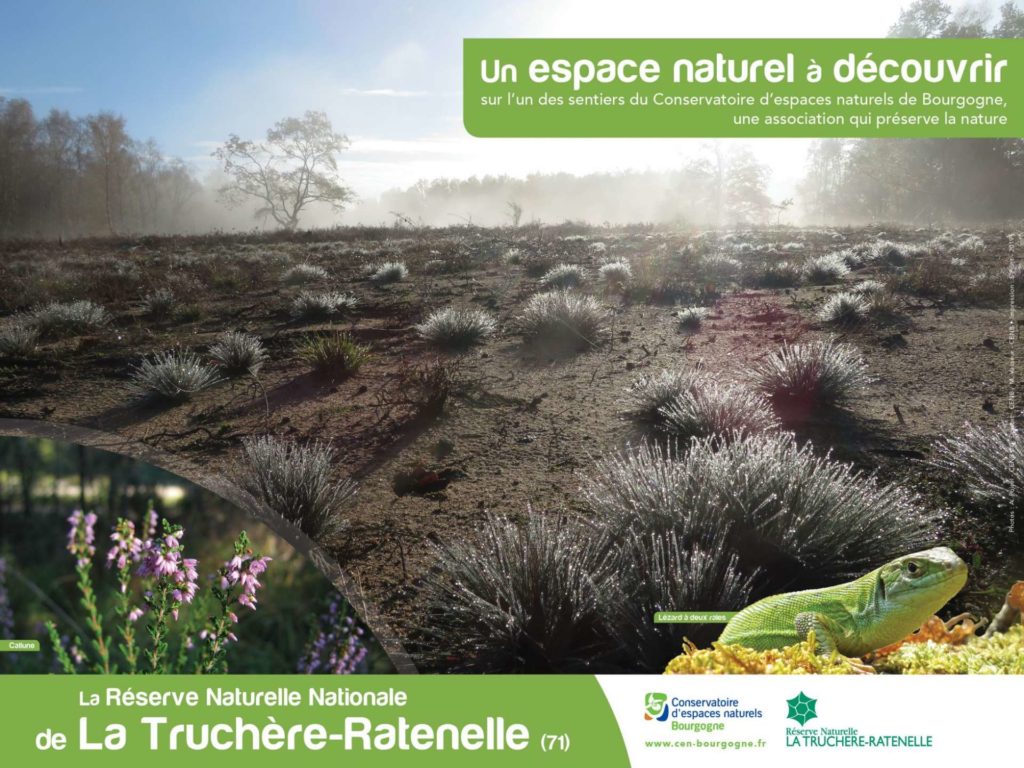 Un espace naturel à découvrir
sur l'un des sentiers du Conservatoire d'espaces naturels de Bourgogne,
une association qui préserve la nature
Callune
Lézard à deux raies
La Réserve Naturelle Nationale
de La Truchère-Ratenelle (71)
Conservatoire
d'espaces naturels
Bourgogne
www.cen-bourgogne.fr
Réserve Naturelle
LA TRUCHÈRE-RATENELLE